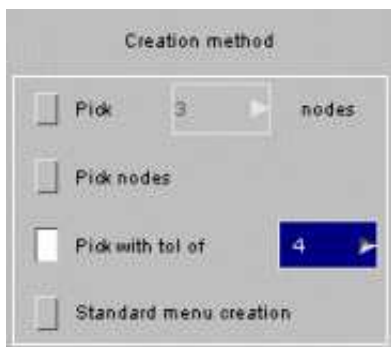 Creation method
Pick 3 nodes
Pick nodes
Pick with tol of 4
Standard menu creation